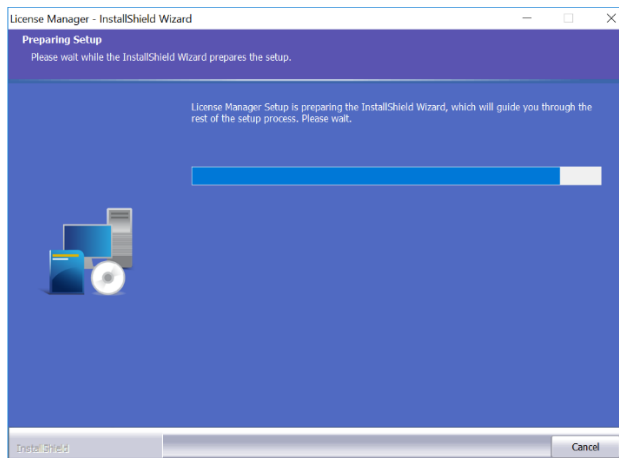 License Manager - InstallShield Wizard
Preparing Setup
Please wait while the InstallShield Wizard prepares the setup.
License Manager Setup is preparing the InstallShield Wizard, which will guide you through the
rest of the setup process. Please wait.
InstallShield
Cancel